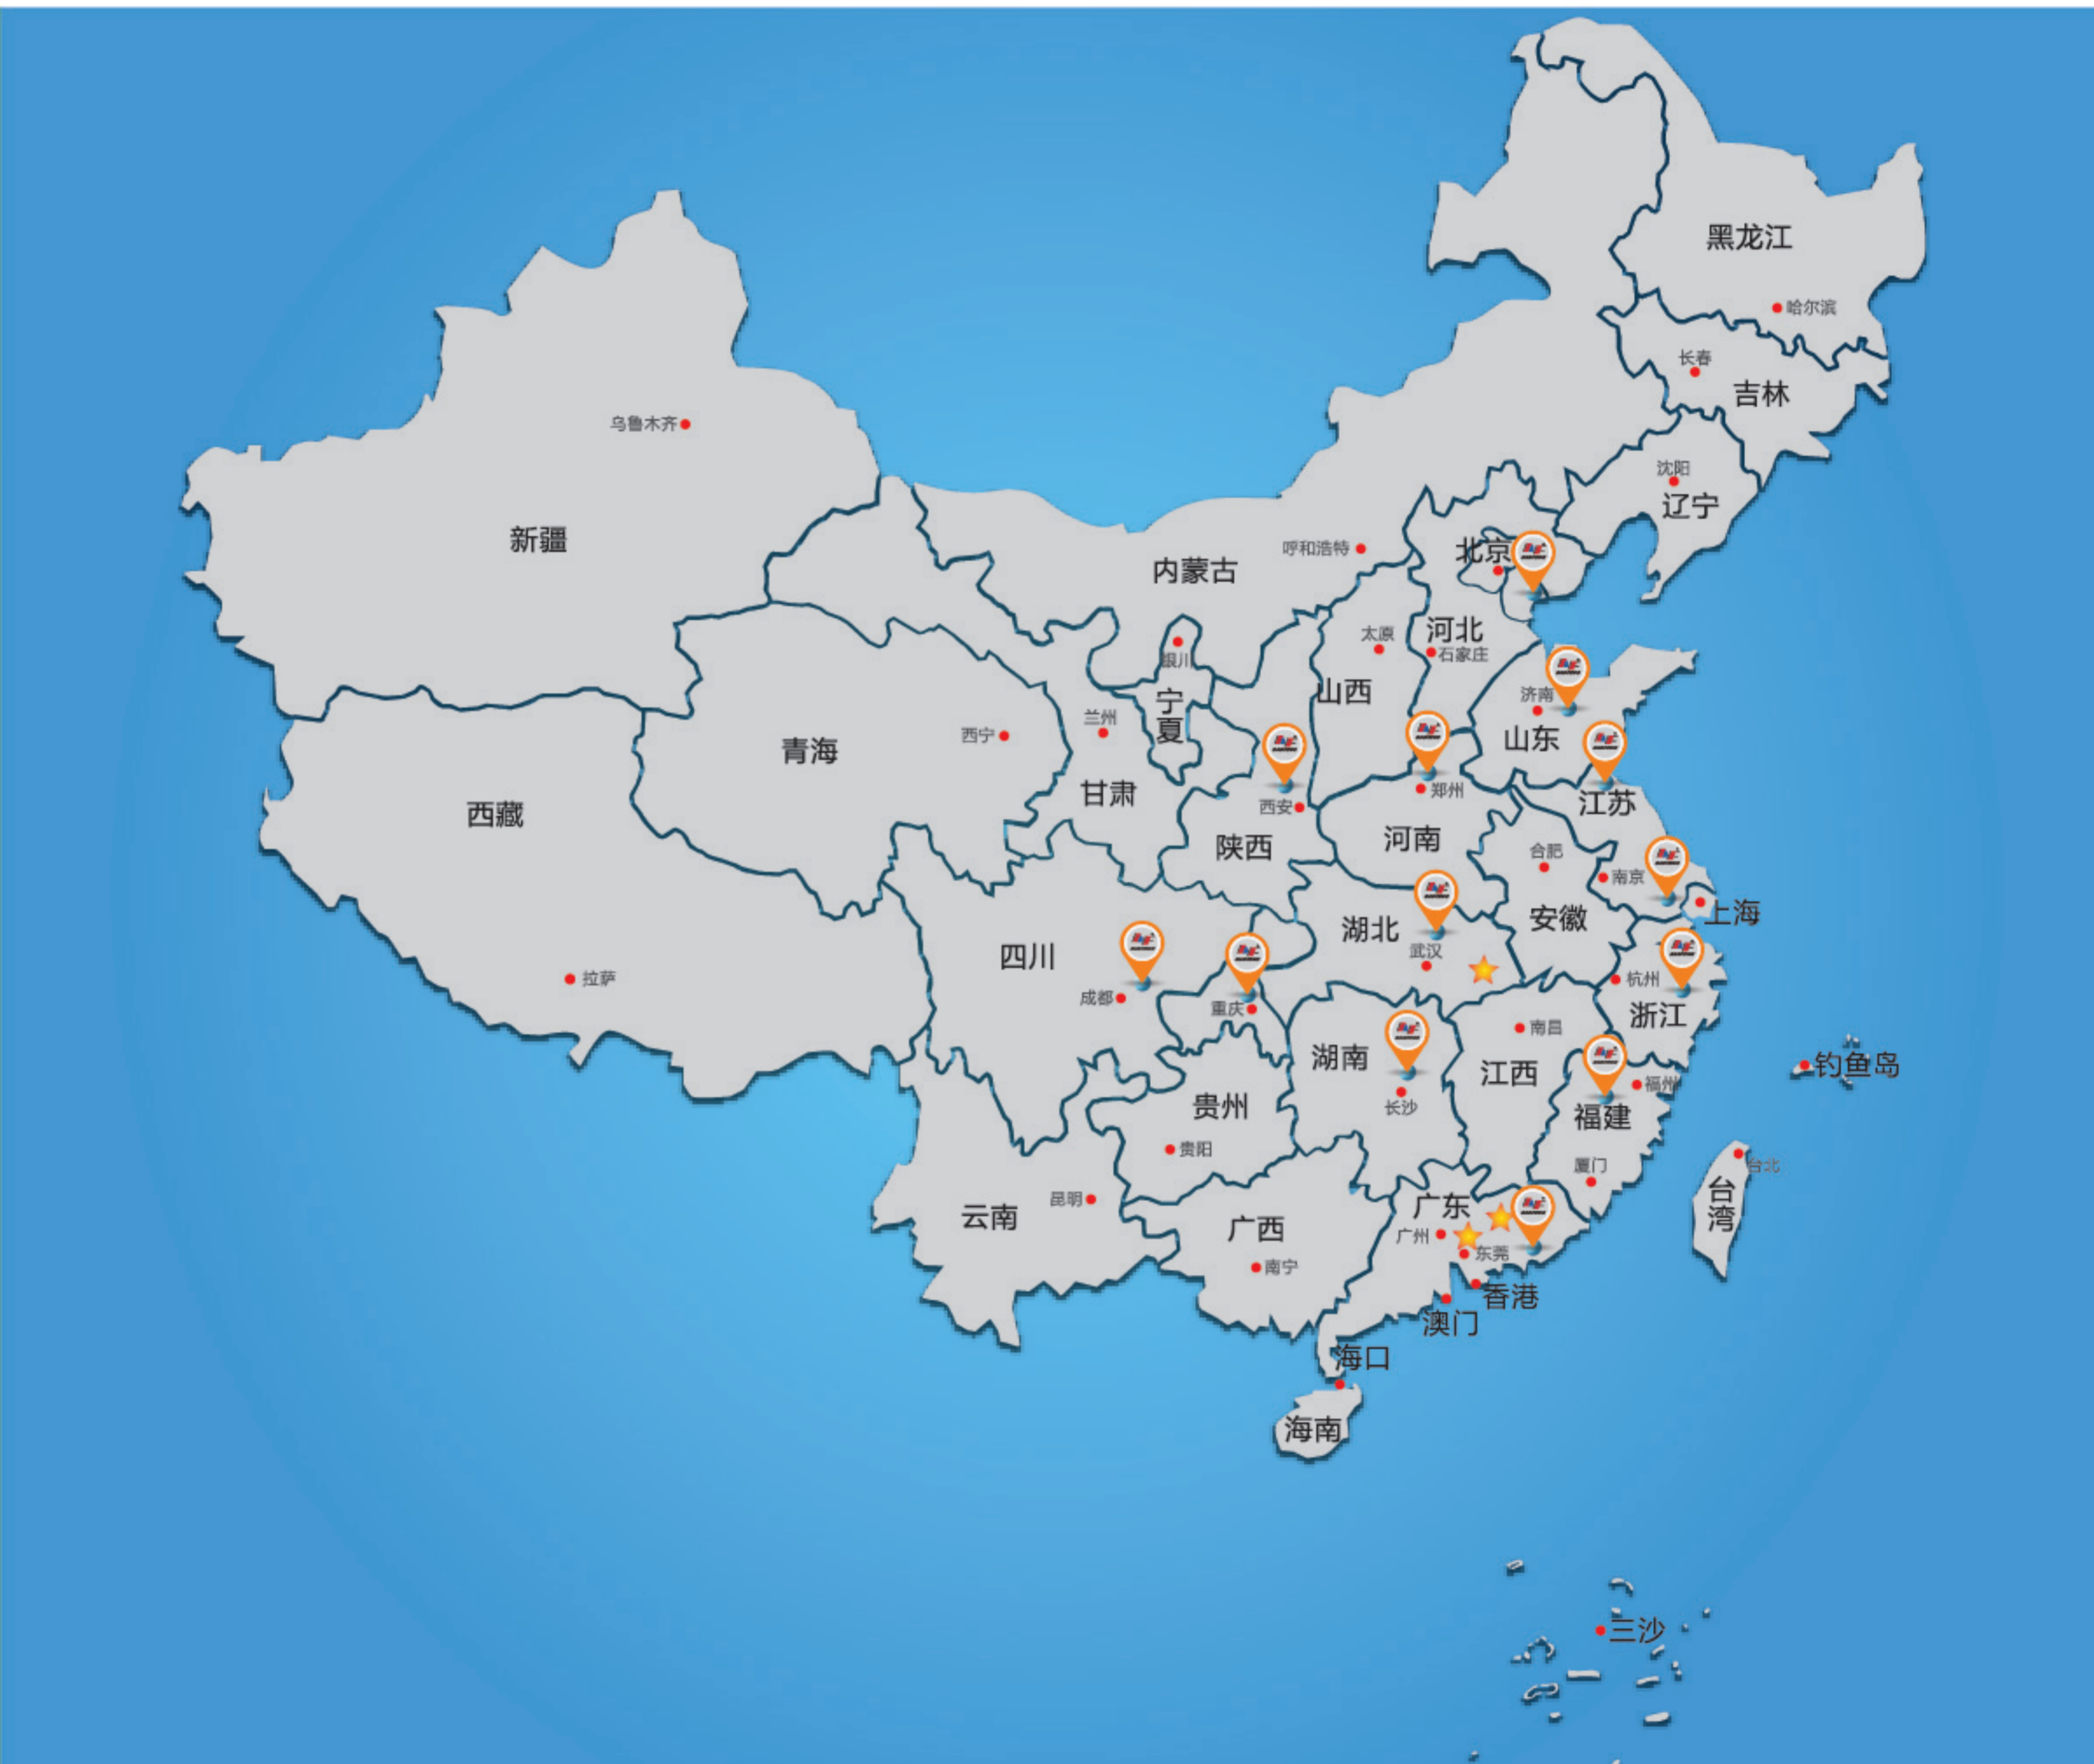 黑龙江
哈尔滨
长春
吉林
乌鲁木齐
沈阳
辽宁
新疆
内蒙古
呼和浩特
北京
太原
河北
石家庄
银川
宁夏
山西
济南
山东
兰州
西宁
青海
甘肃
西藏
西安
郑州
江苏
陕西
河南
合肥
南京
上海
安徽
湖北
武汉
四川
成都
重庆
拉萨
杭州
浙江
南昌
湖南
江西
长沙
福州
福建
钓鱼岛
贵州
贵阳
厦门
台北
台湾
昆明
云南
广西
南宁
广东
广州
东莞
香港
澳门
海口
海南
三沙